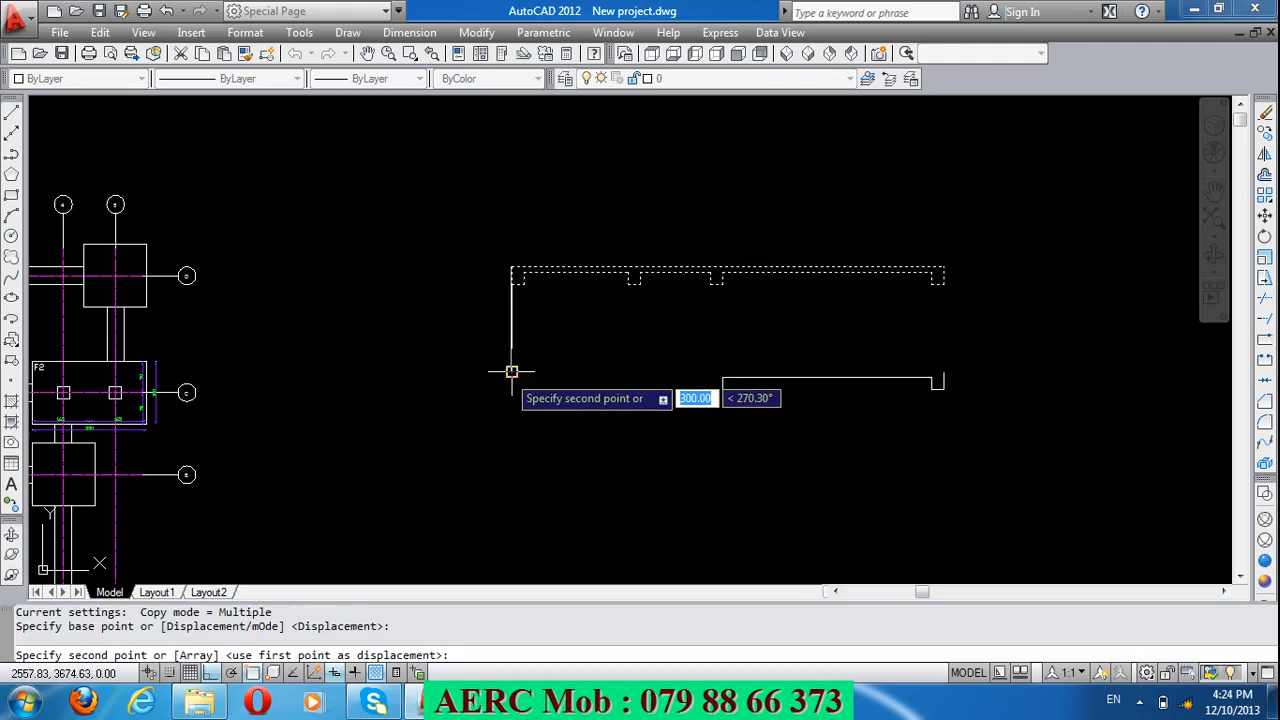 Special Page
AutoCAD 2012 New project.dwg
Type a keyword or phrase
Sign In
File Edit View Insert Format Tools Draw Dimension Modify Parametric Window Help Express Data View
ByLayer
ByLayer
ByLayer
ByColor
0
F2
Specify second point or
300.00
< 270.30°
Y
X
Model Layout1 Layout2
Current settings: Copy mode = Multiple
Specify base point or [Displacement/mOde] <Displacement>:
Specify second point or [Array] <use first point as displacement>:
2557.83, 3674.63, 0.00
MODEL
1:1
AERC Mob : 079 88 66 373
EN
4:24 PM
12/10/2013